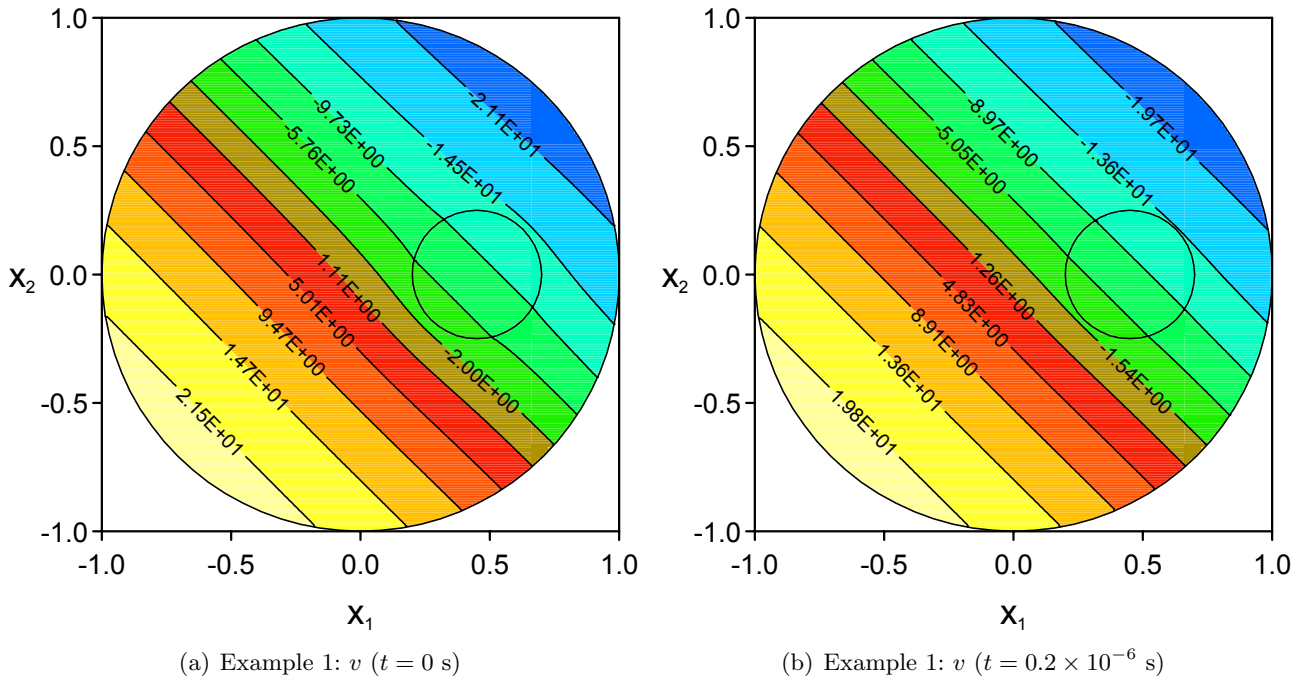 1.0
0.5
0.0
-0.5
-1.0
X₂
-2.11E+01
-9.73E+00
-1.45E+01
-5.76E+00
1.11E+00
5.01E+00
9.47E+00
-2.00E+00
1.47E+01
2.15E+01
-1.0 -0.5 0.0 0.5 1.0
X₁
(a) Example 1: v (t = 0 s)
1.0
0.5
0.0
-0.5
-1.0
X₂
-1.97E+01
-8.97E+00
-1.36E+01
-5.05E+00
1.26E+00
4.83E+00
8.91E+00
-1.54E+00
1.36E+01
1.98E+01
-1.0 -0.5 0.0 0.5 1.0
X₁
(b) Example 1: v (t = 0.2 × 10⁻⁶ s)